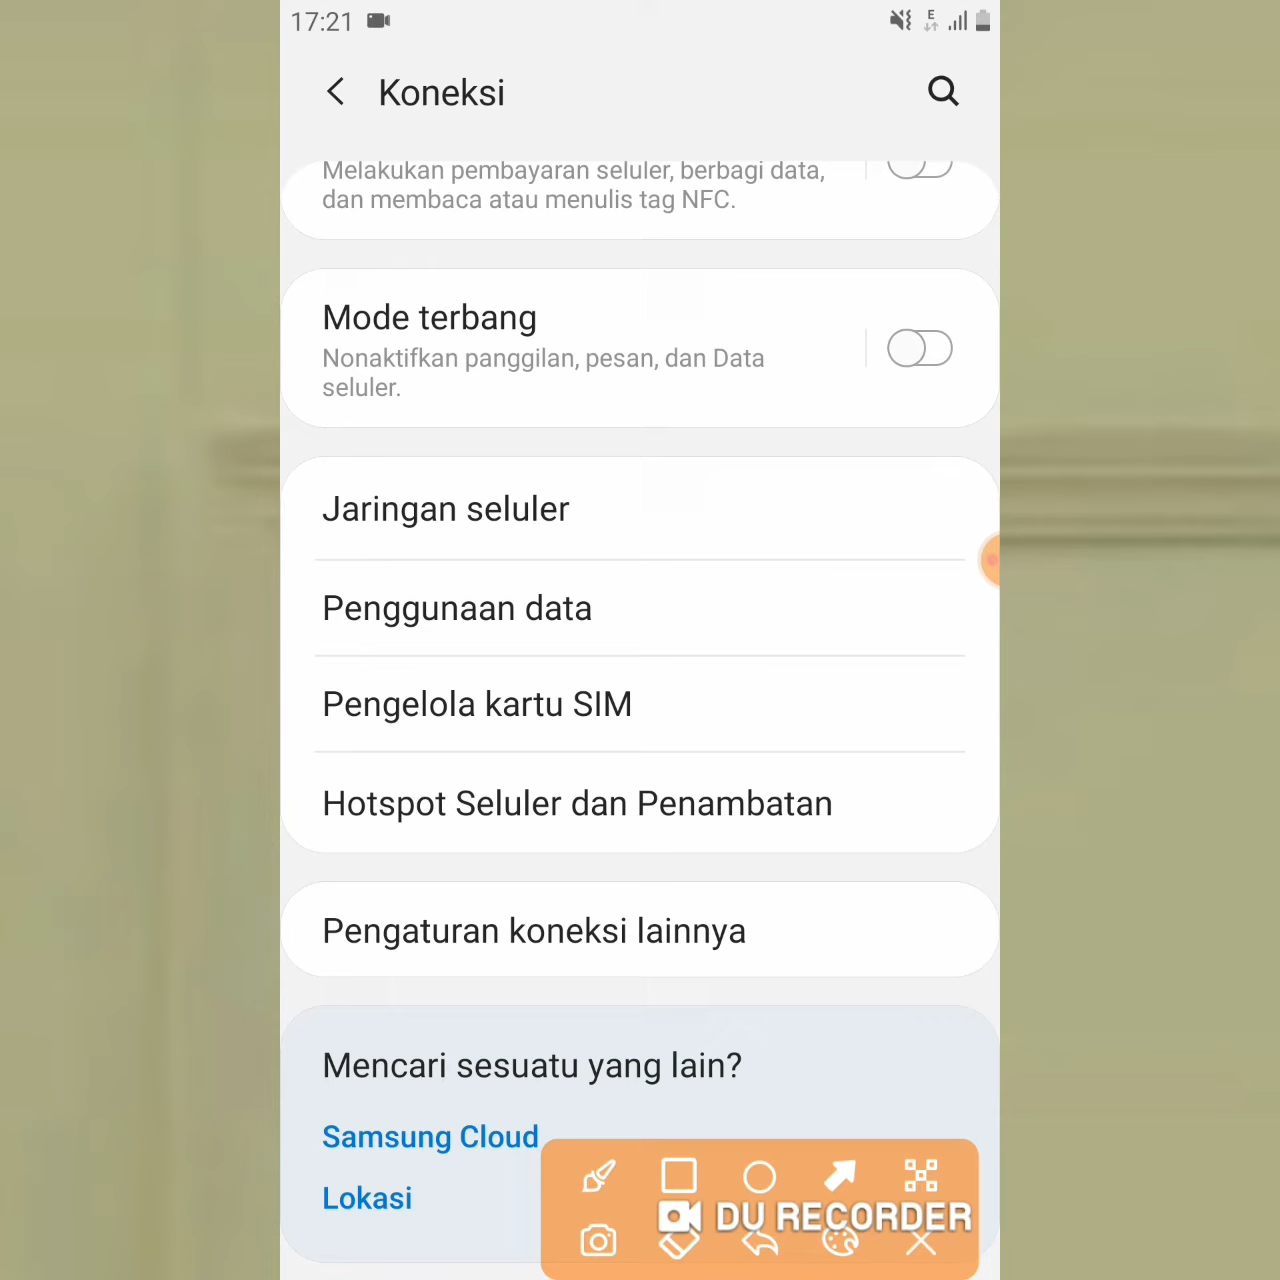 17:21
E
Koneksi
Melakukan pembayaran seluler, berbagi data,
dan membaca atau menulis tag NFC.
Mode terbang
Nonaktifkan panggilan, pesan, dan Data
seluler.
Jaringan seluler
Penggunaan data
Pengelola kartu SIM
Hotspot Seluler dan Penambatan
Pengaturan koneksi lainnya
Mencari sesuatu yang lain?
Samsung Cloud
Lokasi
DU RECORDER